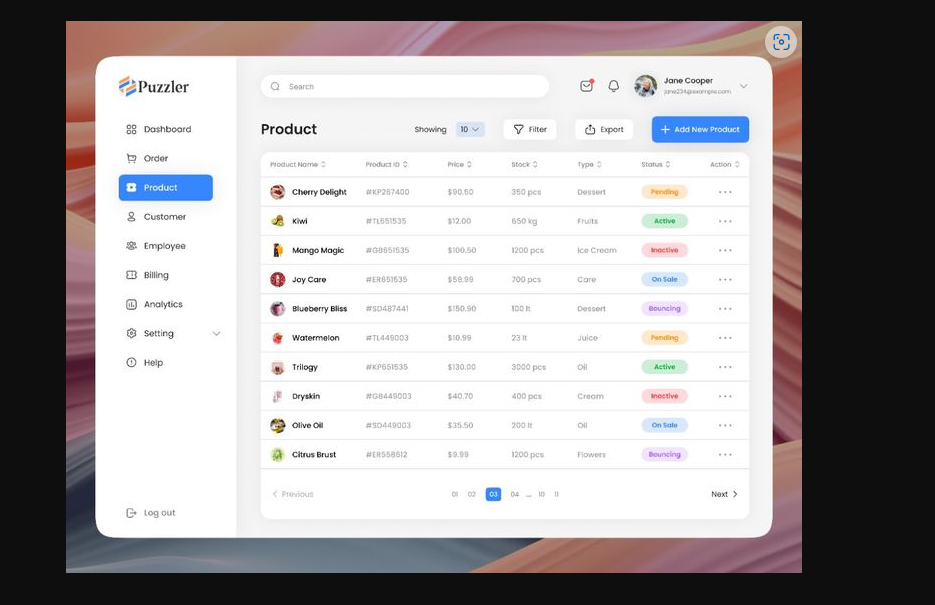 Puzzler
Search
Jane Cooper
jane234@example.com
Dashboard
Order
Product
Customer
Employee
Billing
Analytics
Setting
Help
Log out
Product
Showing 10 Filter Export + Add New Product
Product Name Product ID Price Stock Type Status Action
Cherry Delight #KP267400 $90.50 350 pcs Dessert Pending ...
Kiwi #TL651535 $12.00 650 kg Fruits Active ...
Mango Magic #GB651535 $100.50 1200 pcs Ice Cream Inactive ...
Joy Care #ER651535 $59.99 700 pcs Care On Sale ...
Blueberry Bliss #SD487441 $150.90 100 lt Dessert Bouncing ...
Watermelon #TL449003 $10.99 23 lt Juice Pending ...
Trilogy #KP651535 $130.00 3000 pcs Oil Active ...
Dryskin #GB449003 $40.70 400 pcs Cream Inactive ...
Olive Oil #SD449003 $35.50 200 lt Oil On Sale ...
Citrus Brust #ER558612 $9.99 1200 pcs Flowers Bouncing ...
< Previous 01 02 03 04 ... 10 11 Next >